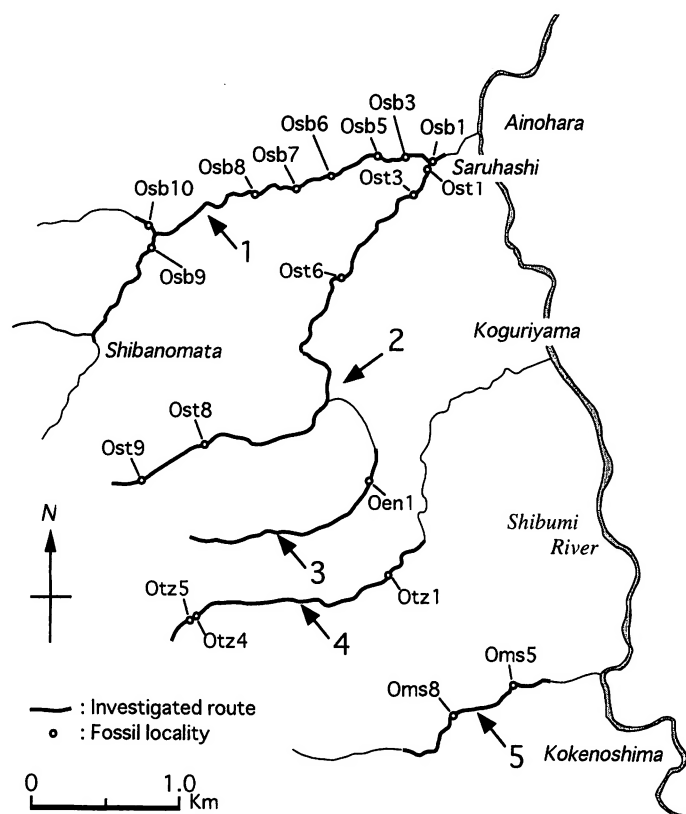 Ainohara
Osb3
Osb5
Osb1
Osb6
Saruhashi
Osb7
Osb8
Ost3
Ost1
Osb10
1
Osb9
Ost6
Koguriyama
Shibanomata
2
Ost8
Ost9
Oen1
N
Shibumi
River
3
Otz5
Otz1
Otz4
4
Oms5
Oms8
: Investigated route
: Fossil locality
5
Kokenoshima
0
1.0
Km